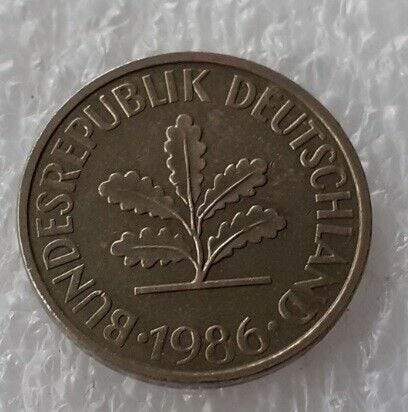 BUNDESREPUBLIK DEUTSCHLAND
·1986·